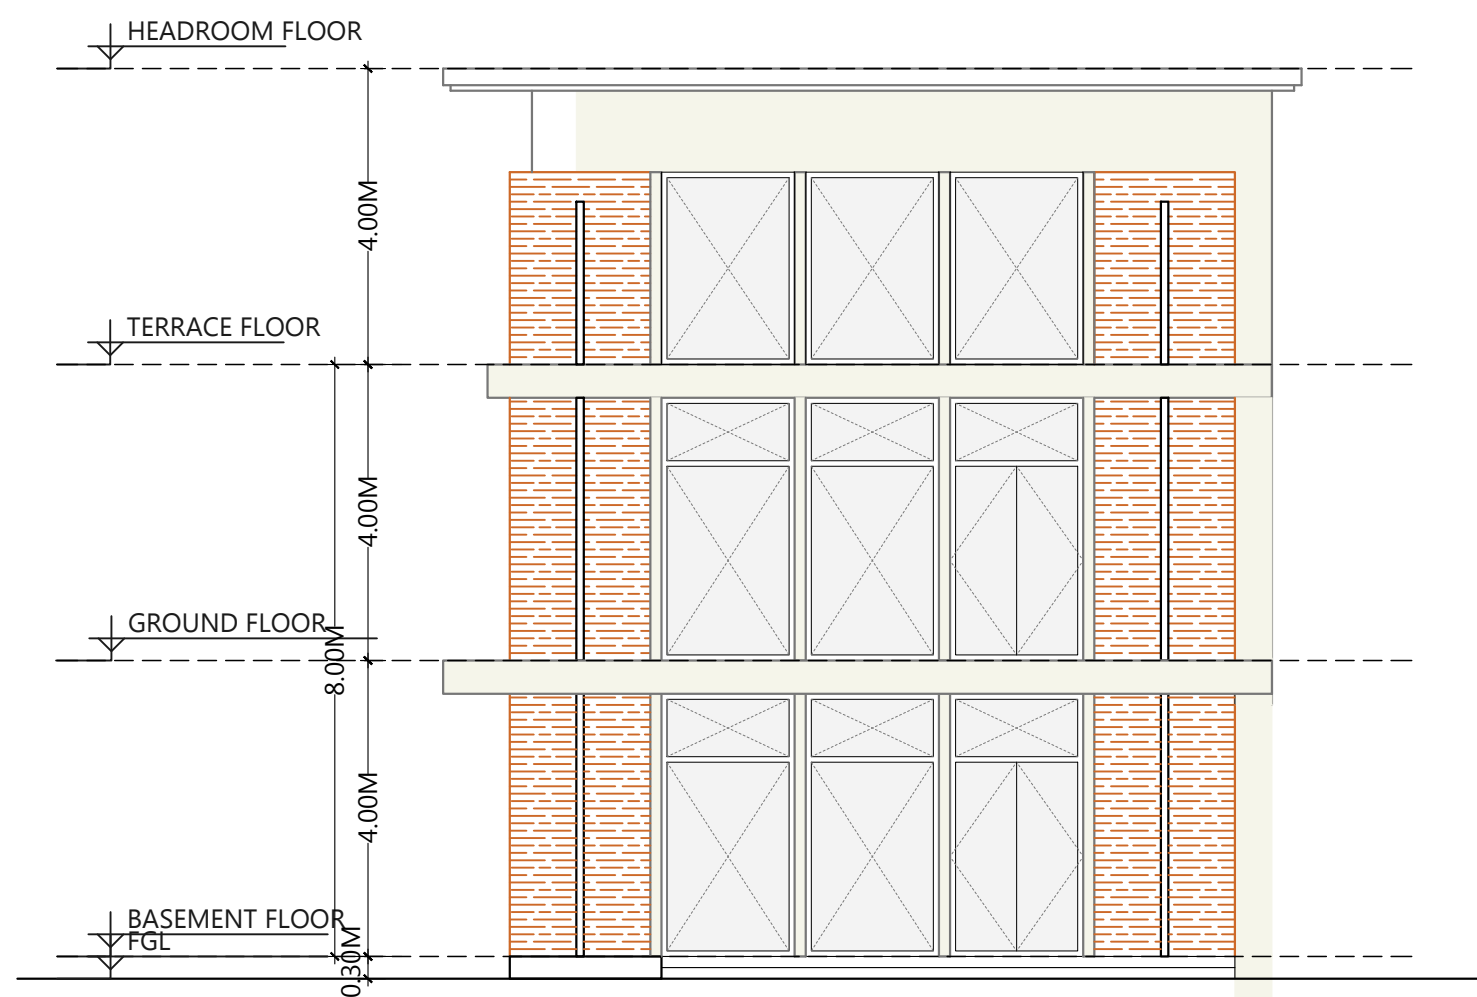 HEADROOM FLOOR
4.00M
TERRACE FLOOR
4.00M
GROUND FLOOR
8.00M
4.00M
BASEMENT FLOOR
FGL
0.30M